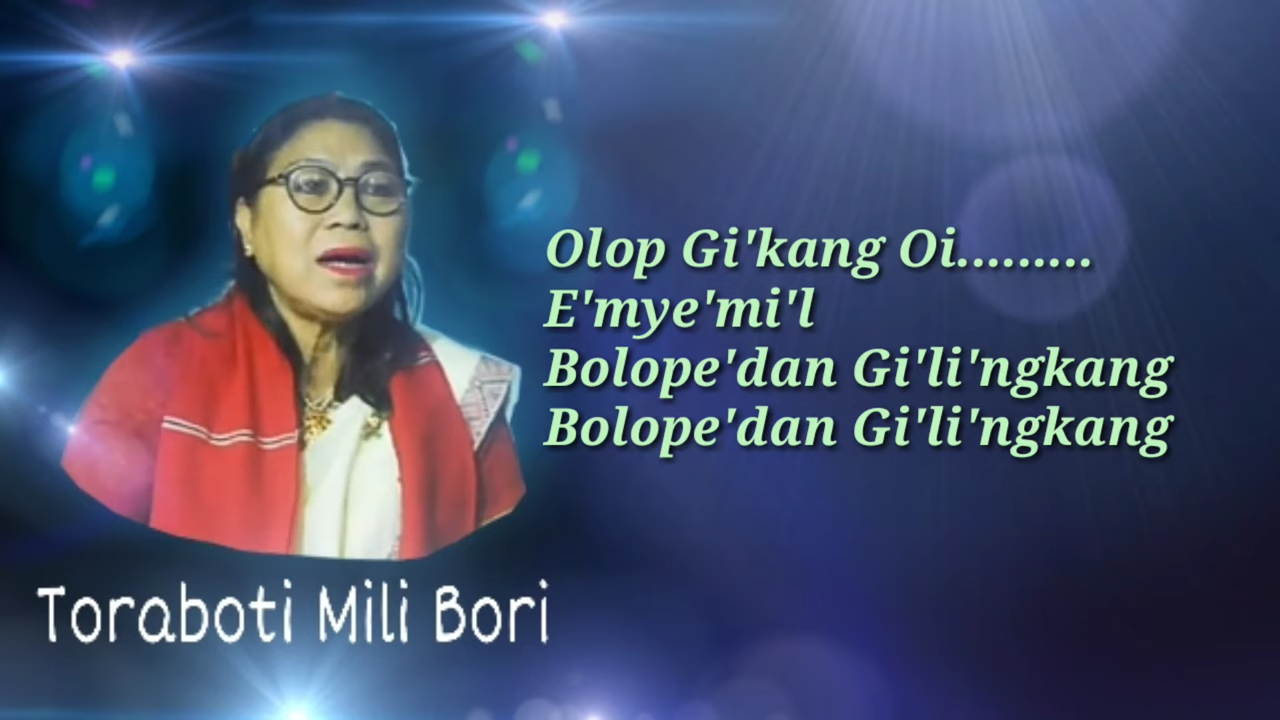 Olop Gi'kang Oi.........
E'mye'mi'l
Bolope'dan Gi'li'ngkang
Bolope'dan Gi'li'ngkang
Toraboti Mili Bori